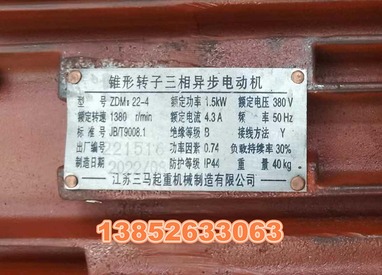 锥形转子三相异步电动机
型号 ZDM₁ 22-4 额定功率 1.5kW 额定电压 380V
额定转速 1380 r/min 额定电流 4.3A 频率 50Hz
标准 JB/T9008.1 绝缘等级 B 接线方法 Y
出厂编号 221516 功率因素 0.74 负载持续率 30%
制造日期 2022/08 防护等级 IP44 重量 40kg
江苏三马起重机械制造有限公司
13852633063